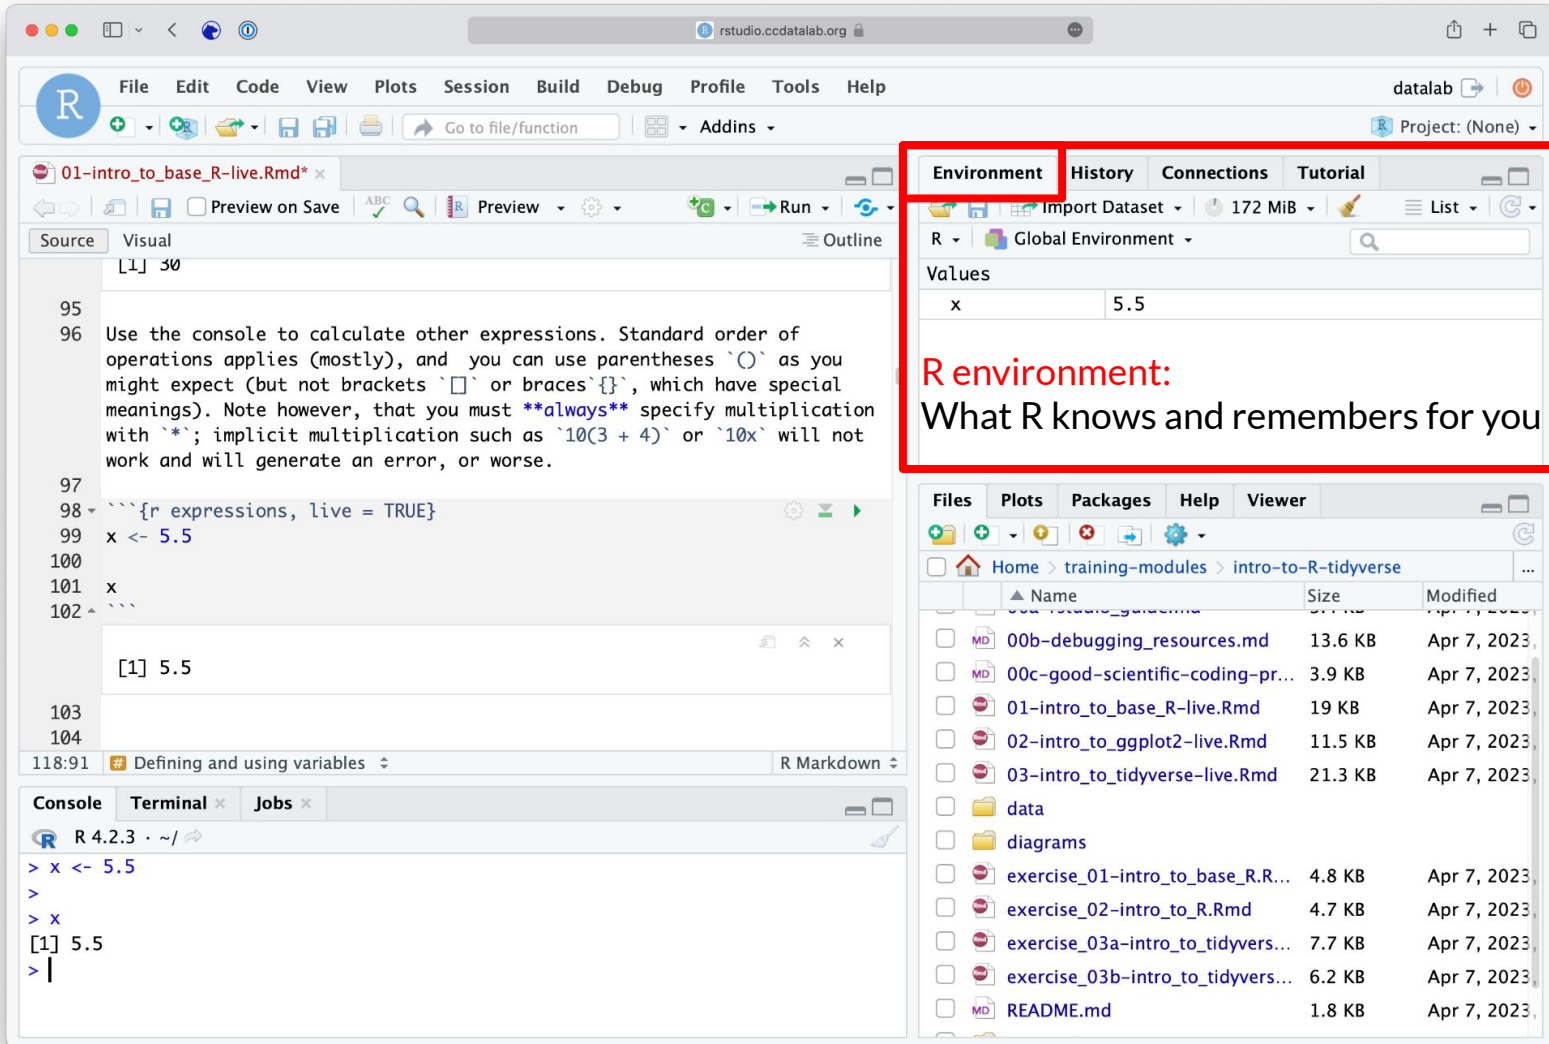 rstudio.ccdatalab.org
R
File Edit Code View Plots Session Build Debug Profile Tools Help
datalab
Go to file/function
Addins
Project: (None)
01-intro_to_base_R-live.Rmd*
Preview on Save
ABC
Preview
Run
Source Visual
Outline
[1] 30
95
96 Use the console to calculate other expressions. Standard order of
operations applies (mostly), and  you can use parentheses `()` as you
might expect (but not brackets `[]` or braces`{}`, which have special
meanings). Note however, that you must **always** specify multiplication
with `*`; implicit multiplication such as `10(3 + 4)` or `10x` will not
work and will generate an error, or worse.
97
98 ```{r expressions, live = TRUE}
99 x <- 5.5
100
101 x
102 ```
[1] 5.5
103
104
118:91 # Defining and using variables
R Markdown
Console Terminal Jobs
R 4.2.3 · ~/
> x <- 5.5
>
> x
[1] 5.5
>
Environment History Connections Tutorial
Import Dataset 172 MiB List
R Global Environment
Values
x 5.5
R environment:
What R knows and remembers for you
Files Plots Packages Help Viewer
Home > training-modules > intro-to-R-tidyverse ...
Name Size Modified
MD 00b-debugging_resources.md 13.6 KB Apr 7, 2023,
MD 00c-good-scientific-coding-pr... 3.9 KB Apr 7, 2023,
01-intro_to_base_R-live.Rmd 19 KB Apr 7, 2023,
02-intro_to_ggplot2-live.Rmd 11.5 KB Apr 7, 2023,
03-intro_to_tidyverse-live.Rmd 21.3 KB Apr 7, 2023,
data
diagrams
exercise_01-intro_to_base_R.R... 4.8 KB Apr 7, 2023,
exercise_02-intro_to_R.Rmd 4.7 KB Apr 7, 2023,
exercise_03a-intro_to_tidyvers... 7.7 KB Apr 7, 2023,
exercise_03b-intro_to_tidyvers... 6.2 KB Apr 7, 2023,
MD README.md 1.8 KB Apr 7, 2023,